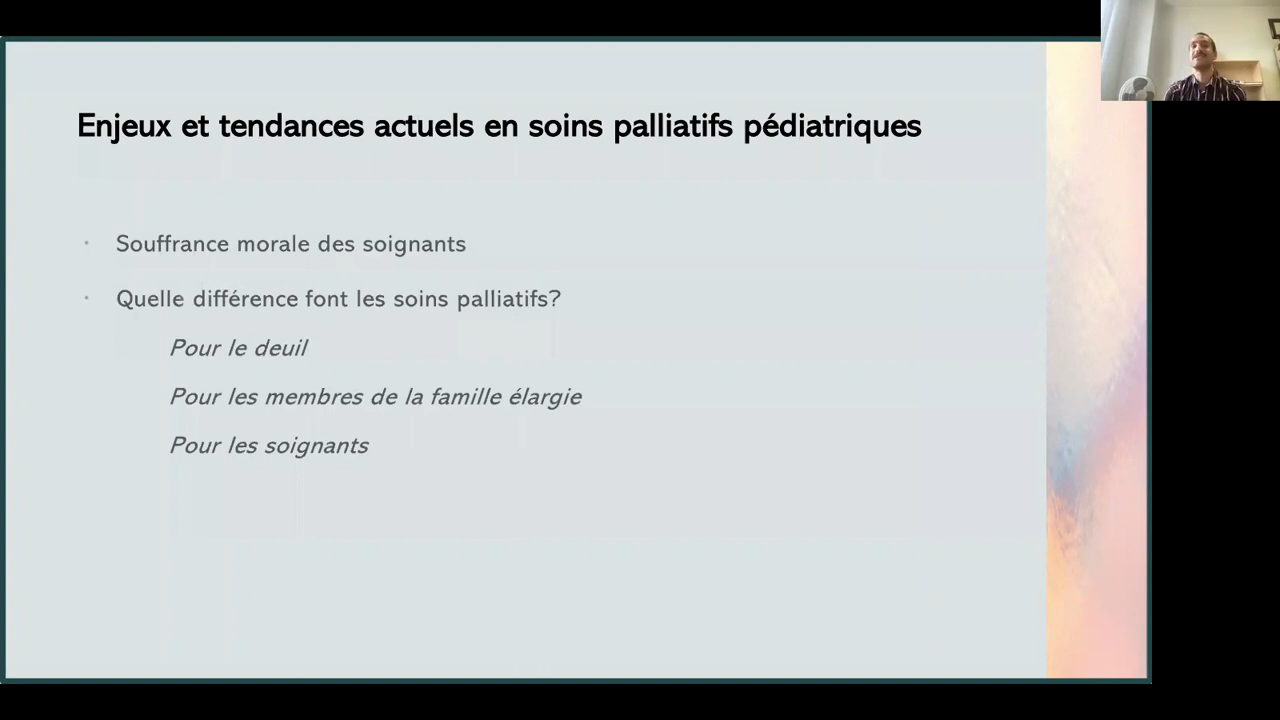 Enjeux et tendances actuels en soins palliatifs pédiatriques
· Souffrance morale des soignants
· Quelle différence font les soins palliatifs?
Pour le deuil
Pour les membres de la famille élargie
Pour les soignants